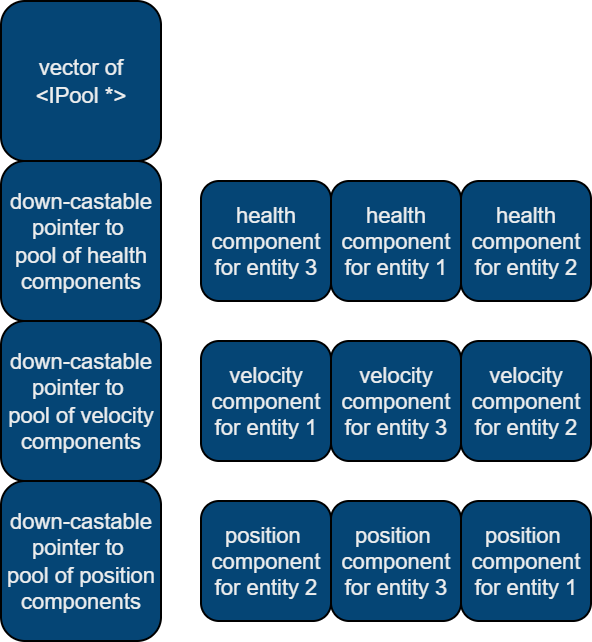 vector of
<IPool *>
down-castable
pointer to
pool of health
components
health
component
for entity 3
health
component
for entity 1
health
component
for entity 2
down-castable
pointer to
pool of velocity
components
velocity
component
for entity 1
velocity
component
for entity 3
velocity
component
for entity 2
down-castable
pointer to
pool of position
components
position
component
for entity 2
position
component
for entity 3
position
component
for entity 1